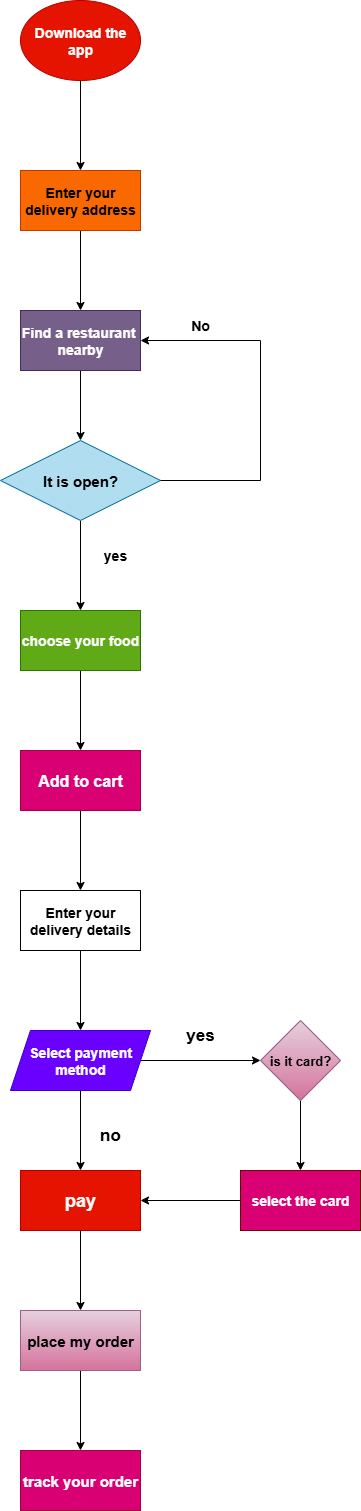 Download the
app
Enter your
delivery address
Find a restaurant
nearby
No
It is open?
yes
choose your food
Add to cart
Enter your
delivery details
yes
Select payment
method
is it card?
no
pay
select the card
place my order
track your order